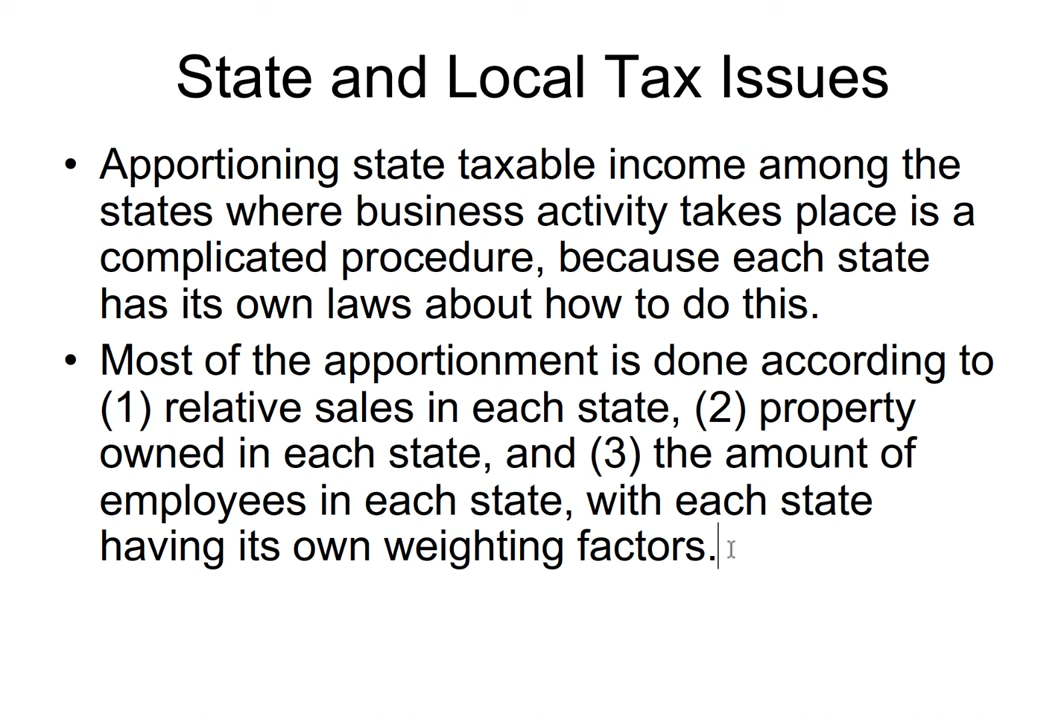 State and Local Tax Issues
• Apportioning state taxable income among the
states where business activity takes place is a
complicated procedure, because each state
has its own laws about how to do this.
• Most of the apportionment is done according to
(1) relative sales in each state, (2) property
owned in each state, and (3) the amount of
employees in each state, with each state
having its own weighting factors.